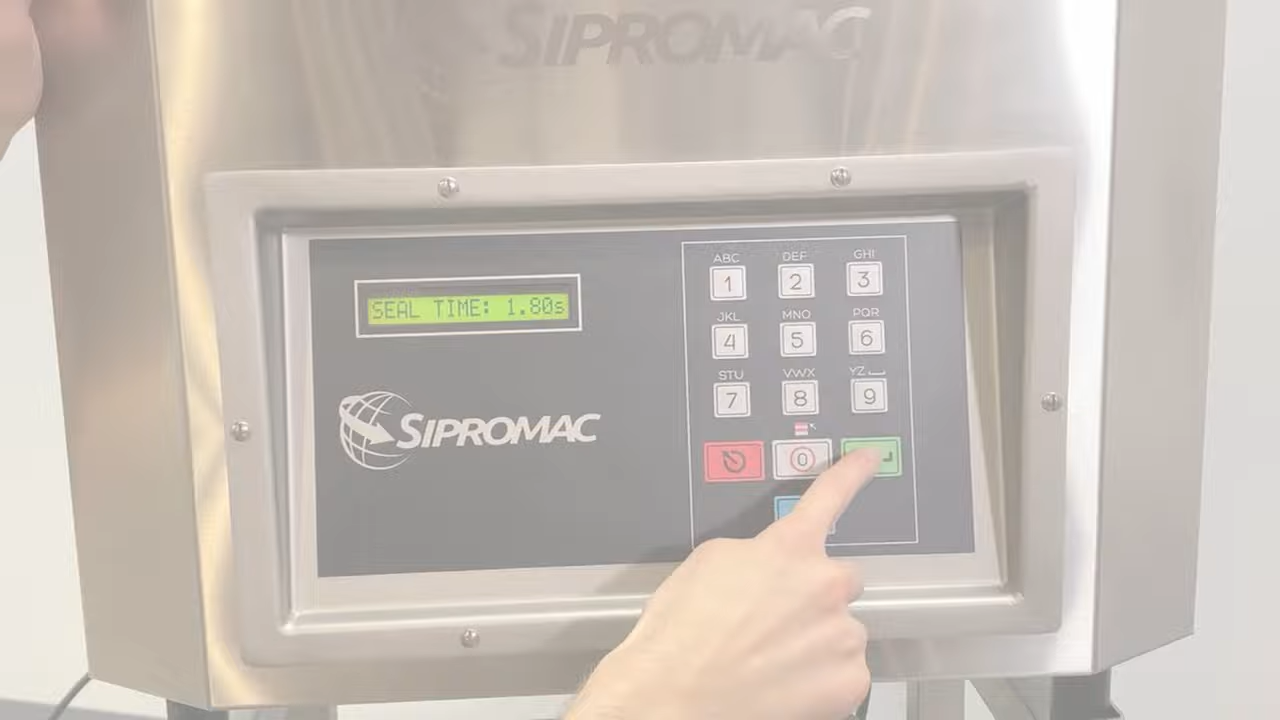 SIPROMAC
SEAL TIME: 1.80s
SIPROMAC
ABC DEF GHI
1 2 3
JKL MNO PQR
4 5 6
STU VWX YZ
7 8 9
0